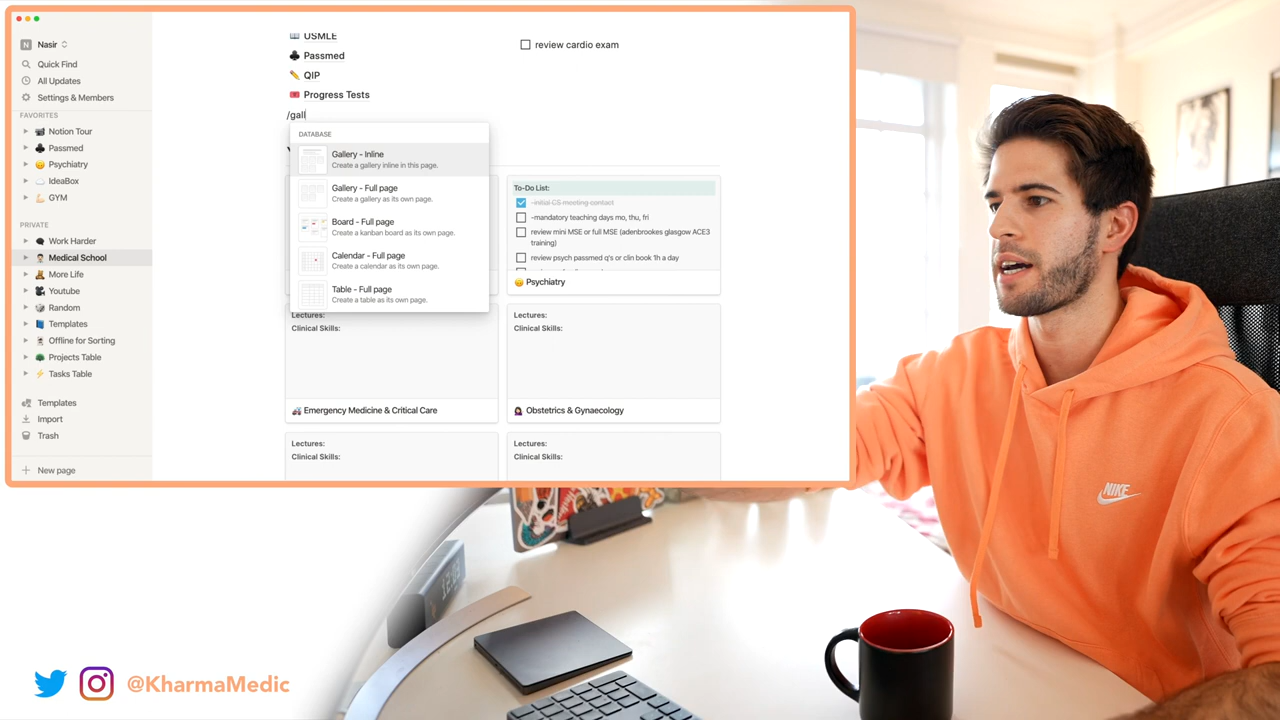 N Nasir
Quick Find
All Updates
Settings & Members
FAVORITES
Notion Tour
Passmed
Psychiatry
IdeaBox
GYM
PRIVATE
Work Harder
Medical School
More Life
Youtube
Random
Templates
Offline for Sorting
Projects Table
Tasks Table
Templates
Import
Trash
New page
USMLE
Passmed
QIP
Progress Tests
/gall
review cardio exam
DATABASE
Gallery - Inline
Create a gallery inline in this page.
Gallery - Full page
Create a gallery as its own page.
Board - Full page
Create a kanban board as its own page.
Calendar - Full page
Create a calendar as its own page.
Table - Full page
Create a table as its own page.
To-Do List:
-initial CS meeting contact
-mandatory teaching days mo, thu, fri
review mini MSE or full MSE (adenbrookes glasgow ACE3
training)
review psych passmed q's or clin book 1h a day
Psychiatry
Lectures:
Clinical Skills:
Emergency Medicine & Critical Care
Lectures:
Clinical Skills:
Obstetrics & Gynaecology
Lectures:
Clinical Skills:
Lectures:
Clinical Skills:
NIKE
@KharmaMedic